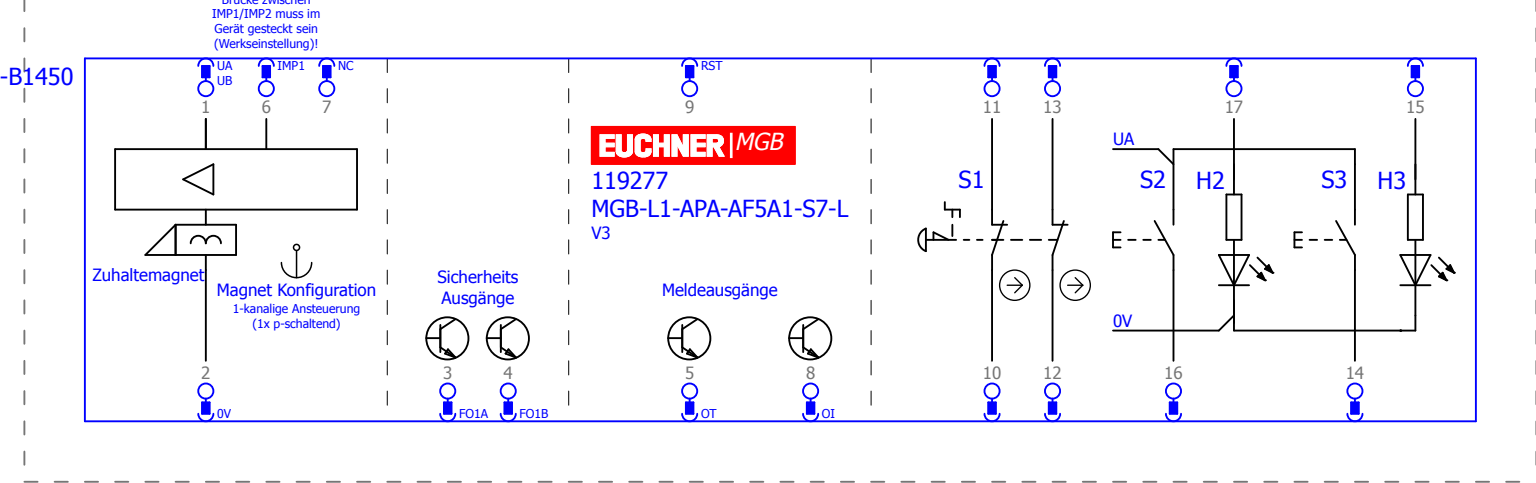 Brücke zwischen
IMP1/IMP2 muss im
Gerät gesteckt sein
(Werkseinstellung)!
-B1450
UA
UB
IMP1
NC
RST
1
6
7
9
11
13
17
15
EUCHNER|MGB
119277
MGB-L1-APA-AF5A1-S7-L
V3
UA
S1
S2
H2
S3
H3
Zuhaltemagnet
Magnet Konfiguration
1-kanalige Ansteuerung
(1x p-schaltend)
Sicherheits
Ausgänge
Meldeausgänge
0V
2
3
4
5
8
10
12
16
14
0V
FO1A
FO1B
OT
OI